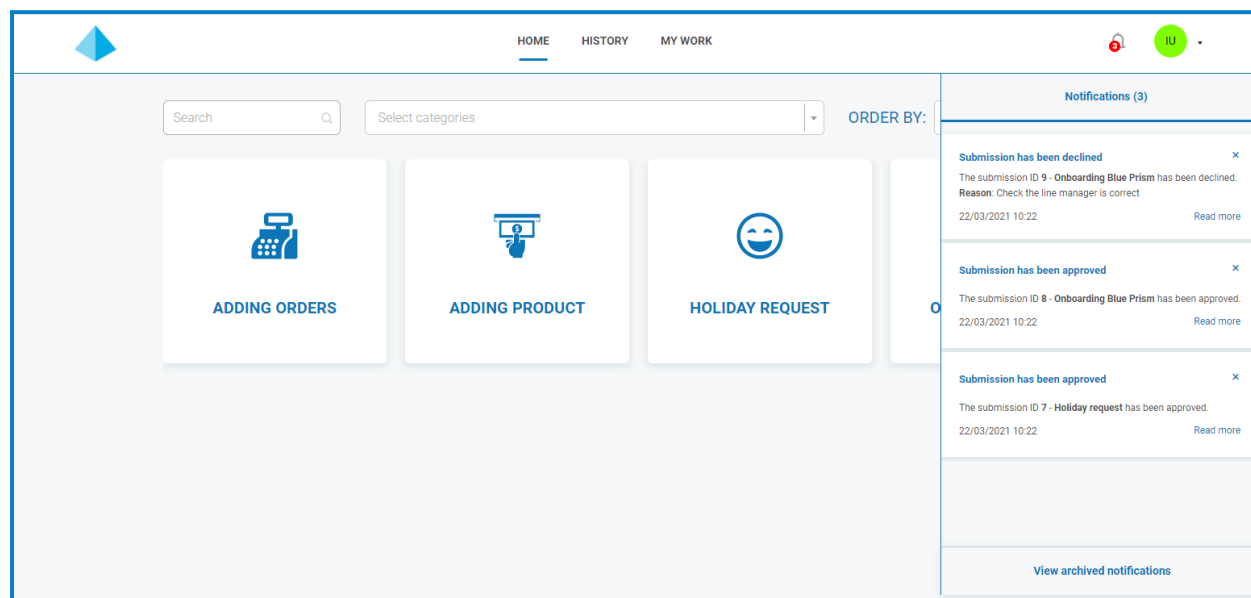 HOME HISTORY MY WORK
3
IU
Search
Select categories
ORDER BY:
ADDING ORDERS
ADDING PRODUCT
HOLIDAY REQUEST
O
Notifications (3)
Submission has been declined
The submission ID 9 - Onboarding Blue Prism has been declined.
Reason: Check the line manager is correct
22/03/2021 10:22 Read more
Submission has been approved
The submission ID 8 - Onboarding Blue Prism has been approved.
22/03/2021 10:22 Read more
Submission has been approved
The submission ID 7 - Holiday request has been approved.
22/03/2021 10:22 Read more
View archived notifications